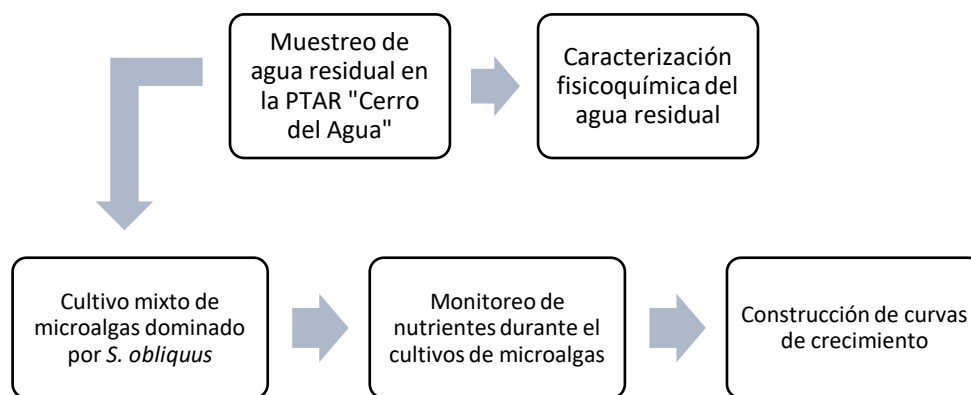 Muestreo de
agua residual en
la PTAR "Cerro
del Agua"
Caracterización
fisicoquímica del
agua residual
Cultivo mixto de
microalgas dominado
por S. obliquus
Monitoreo de
nutrientes durante el
cultivos de microalgas
Construcción de curvas
de crecimiento